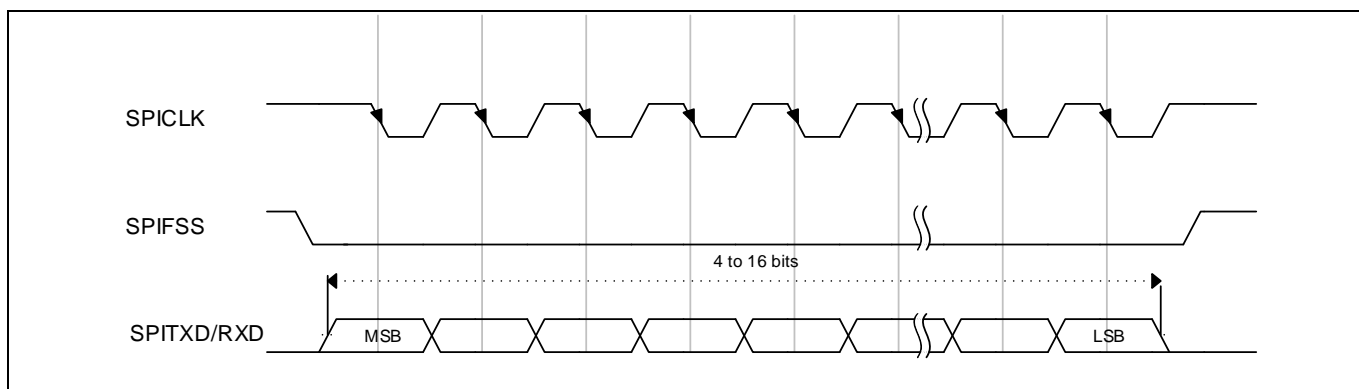 SPICLK
SPIFSS
4 to 16 bits
SPITXD/RXD
MSB
LSB